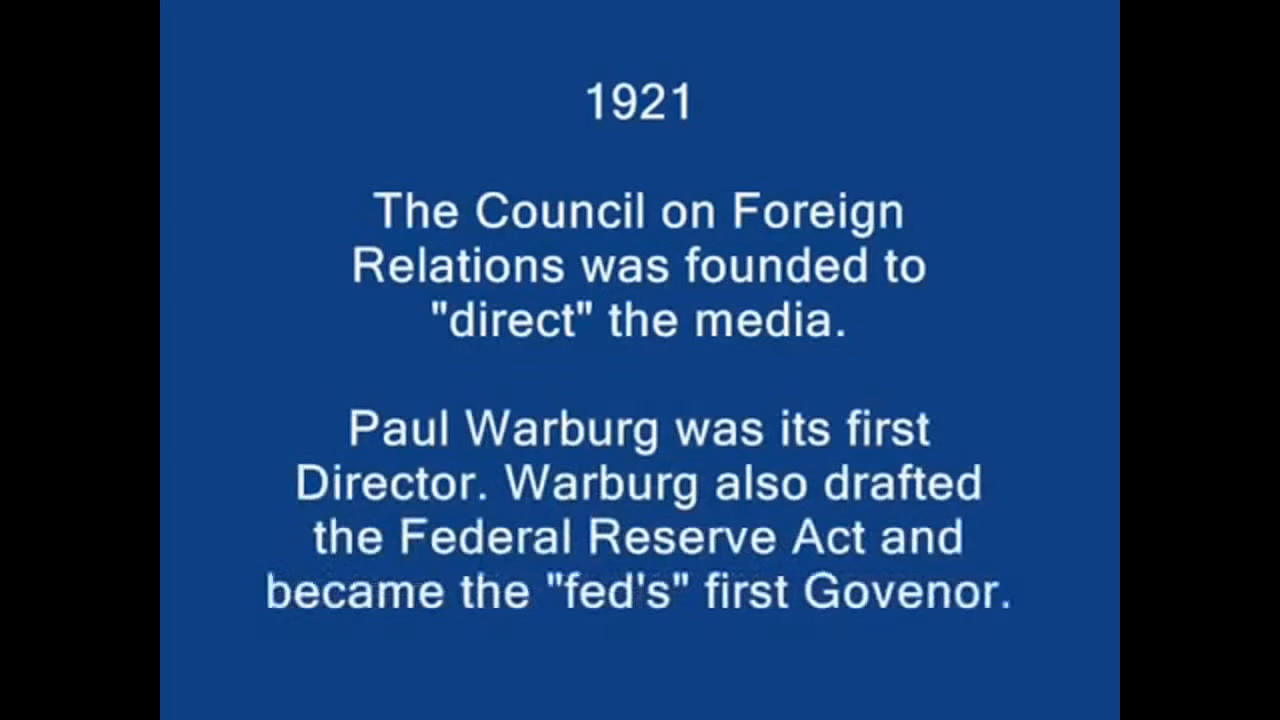 1921
The Council on Foreign
Relations was founded to
"direct" the media.
Paul Warburg was its first
Director. Warburg also drafted
the Federal Reserve Act and
became the "fed's" first Govenor.